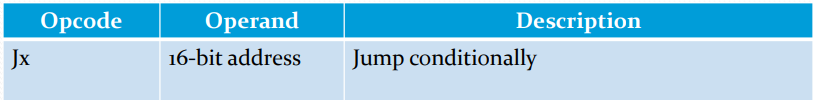 Opcode Operand Description
Jx 16-bit address Jump conditionally